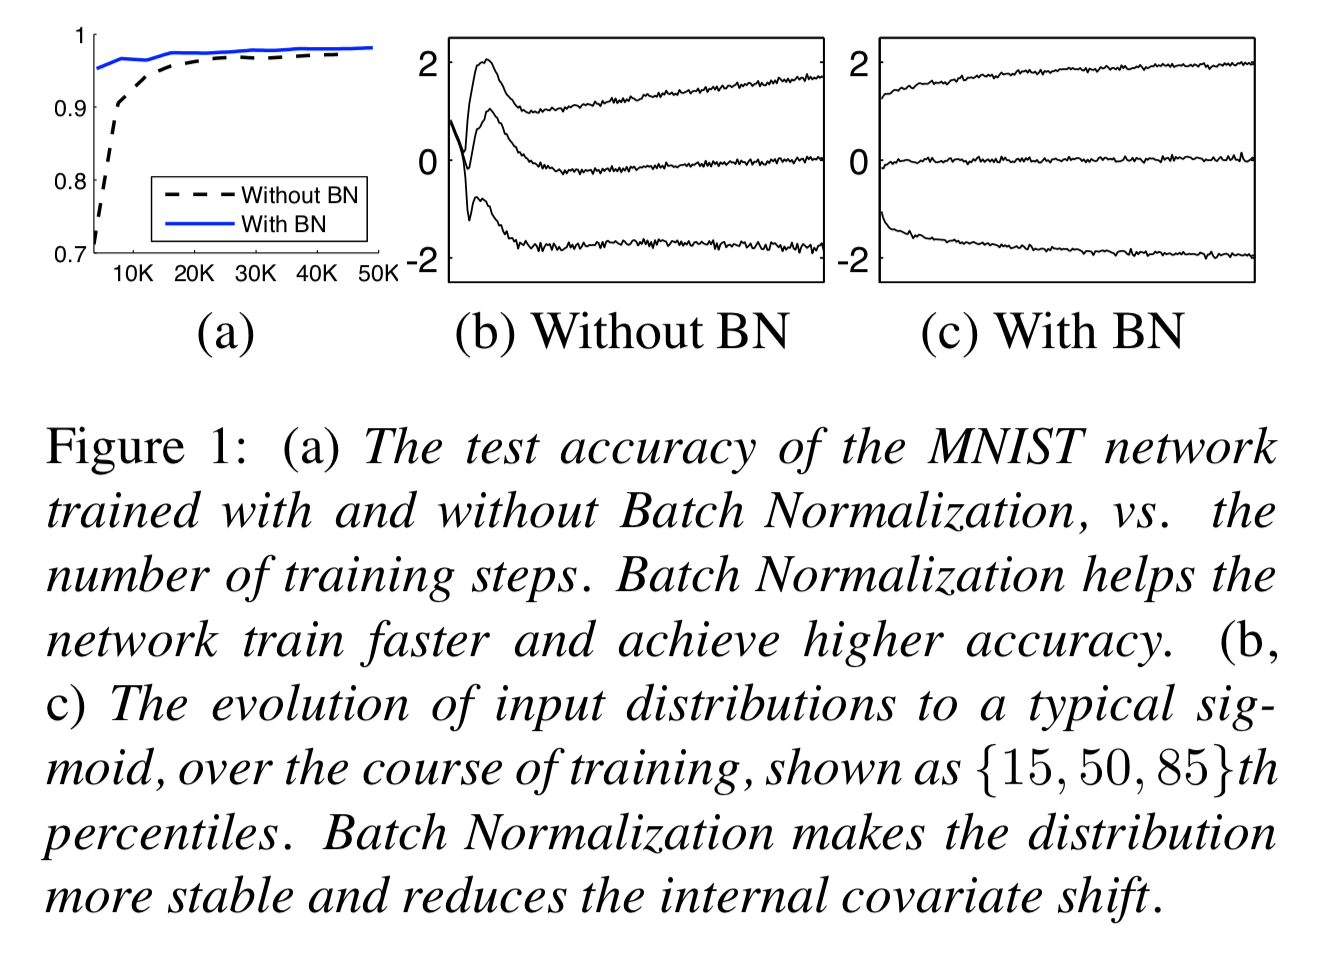 1
0.9
0.8
0.7
10K 20K 30K 40K 50K
Without BN
With BN
(a)
2
0
-2
(b) Without BN
2
0
-2
(c) With BN
Figure 1: (a) The test accuracy of the MNIST network
trained with and without Batch Normalization, vs. the
number of training steps. Batch Normalization helps the
network train faster and achieve higher accuracy. (b,
c) The evolution of input distributions to a typical sig-
moid, over the course of training, shown as {15, 50, 85}th
percentiles. Batch Normalization makes the distribution
more stable and reduces the internal covariate shift.